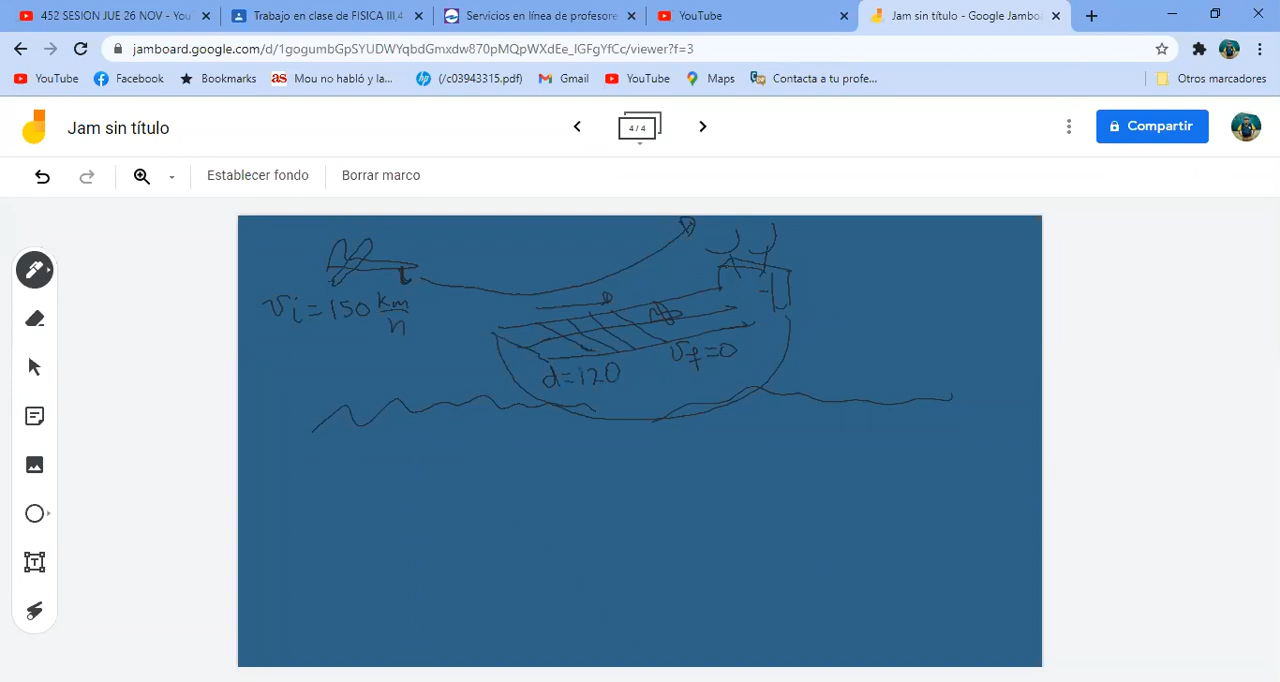 452 SESION JUE 26 NOV - You
Trabajo en clase de FISICA III,4
Servicios en línea de profesore
YouTube
Jam sin título - Google Jamboa
jamboard.google.com/d/1gogumbGpSYUDWYqbdGmxdw870pMQpWXdEe_lGFgYfCc/viewer?f=3
YouTube
Facebook
Bookmarks
as Mou no habló y la...
hp (/c03943315.pdf)
Gmail
YouTube
Maps
Contacta a tu profe...
Otros marcadores
Jam sin título
4 / 4
Compartir
Establecer fondo
Borrar marco
vi = 150 km/h
vf = 0
d = 120
T